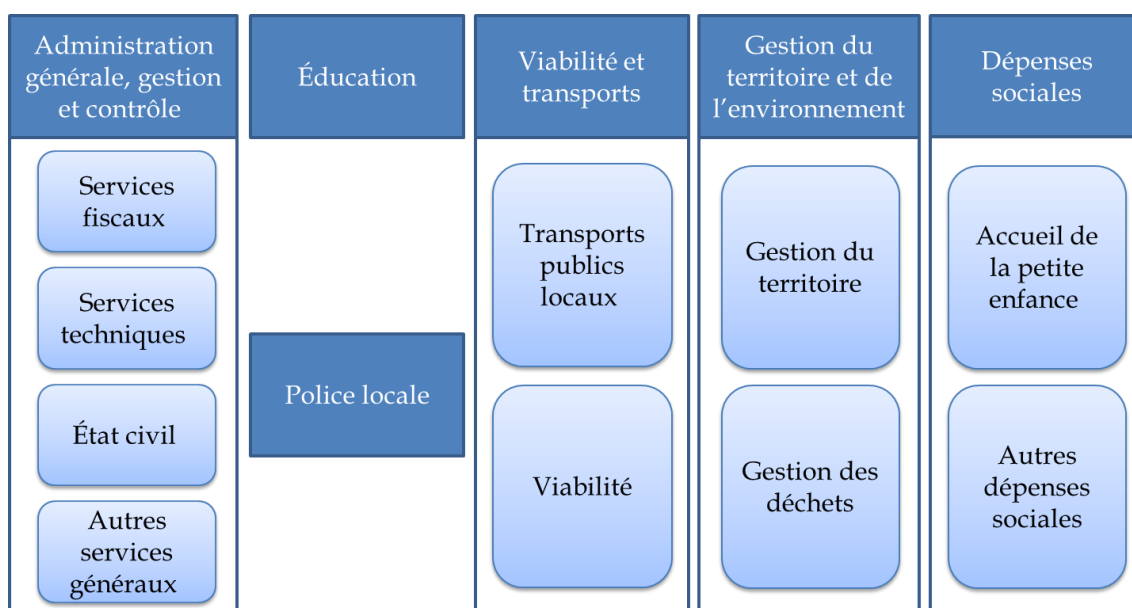 Administration
générale, gestion
et contrôle
Services
fiscaux
Services
techniques
État civil
Autres
services
généraux
Éducation
Police locale
Viabilité et
transports
Transports
publics
locaux
Viabilité
Gestion du
territoire et de
l’environnement
Gestion du
territoire
Gestion des
déchets
Dépenses
sociales
Accueil de
la petite
enfance
Autres
dépenses
sociales